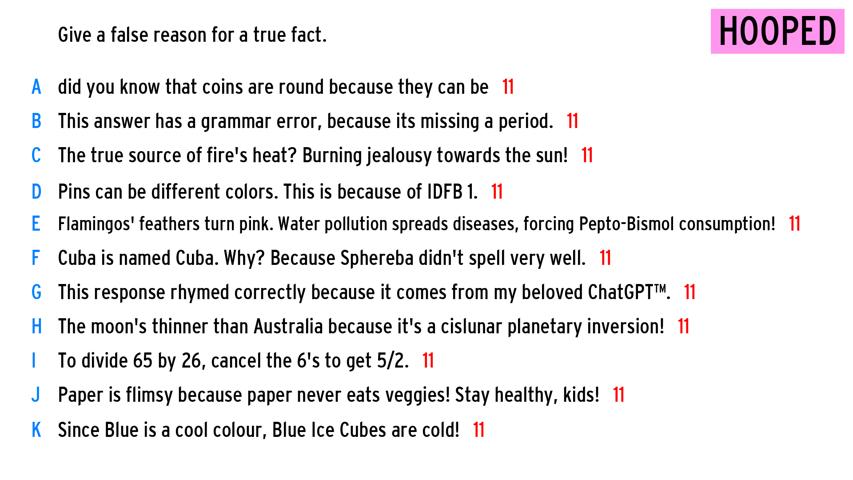 Give a false reason for a true fact.
HOOPED
A did you know that coins are round because they can be 11
B This answer has a grammar error, because its missing a period. 11
C The true source of fire's heat? Burning jealousy towards the sun! 11
D Pins can be different colors. This is because of IDFB 1. 11
E Flamingos' feathers turn pink. Water pollution spreads diseases, forcing Pepto-Bismol consumption! 11
F Cuba is named Cuba. Why? Because Sphereba didn't spell very well. 11
G This response rhymed correctly because it comes from my beloved ChatGPT™. 11
H The moon's thinner than Australia because it's a cislunar planetary inversion! 11
I To divide 65 by 26, cancel the 6's to get 5/2. 11
J Paper is flimsy because paper never eats veggies! Stay healthy, kids! 11
K Since Blue is a cool colour, Blue Ice Cubes are cold! 11